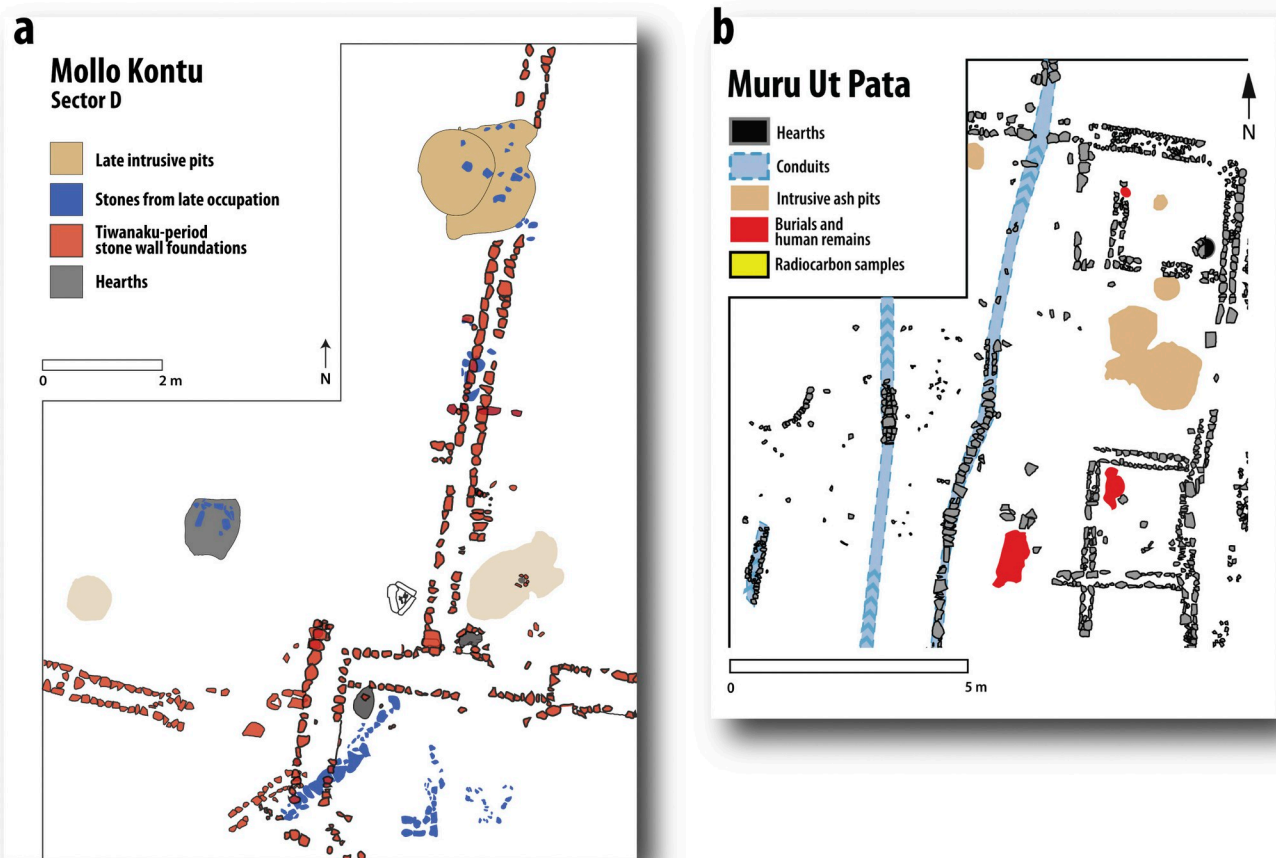 a
Mollo Kontu
Sector D
Late intrusive pits
Stones from late occupation
Tiwanaku-period
stone wall foundations
Hearths
0 2 m
N
b
Muru Ut Pata
Hearths
Conduits
Intrusive ash pits
Burials and
human remains
Radiocarbon samples
N
0 5 m